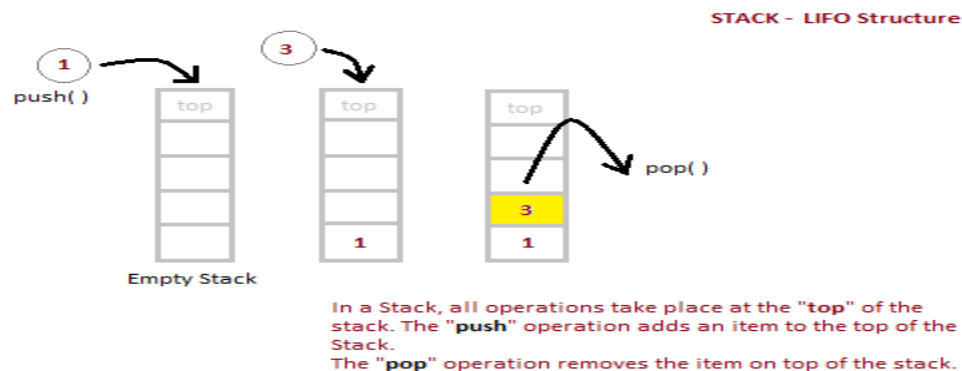 STACK - LIFO Structure
1
3
push( )
top
top
top
pop( )
3
1
1
Empty Stack
In a Stack, all operations take place at the "top" of the
stack. The "push" operation adds an item to the top of the
Stack.
The "pop" operation removes the item on top of the stack.